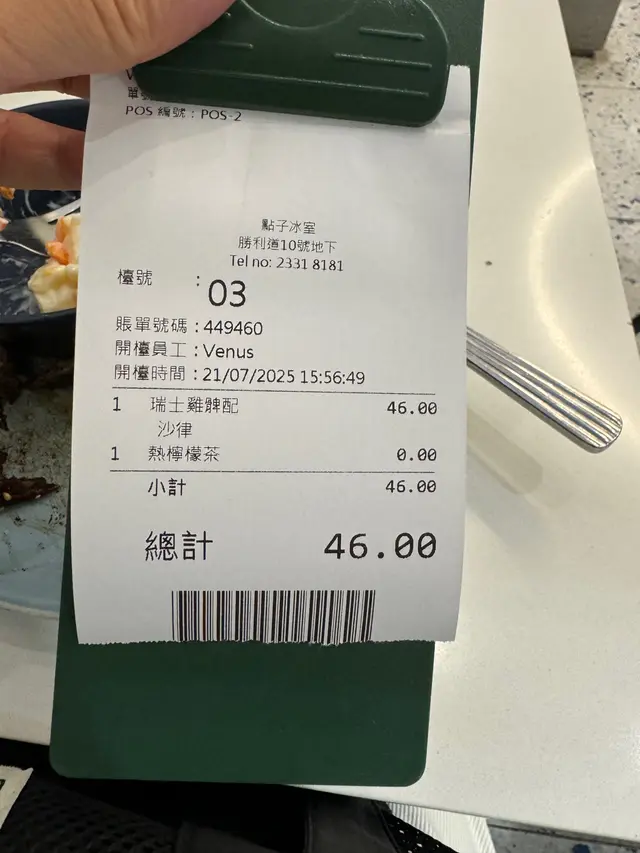 POS 編號：POS-2
點子冰室
勝利道10號地下
Tel no: 2331 8181
檯號 : 03
賬單號碼：449460
開檯員工：Venus
開檯時間：21/07/2025 15:56:49
1 瑞士雞髀配 46.00
沙律
1 熱檸檬茶 0.00
小計 46.00
總計 46.00